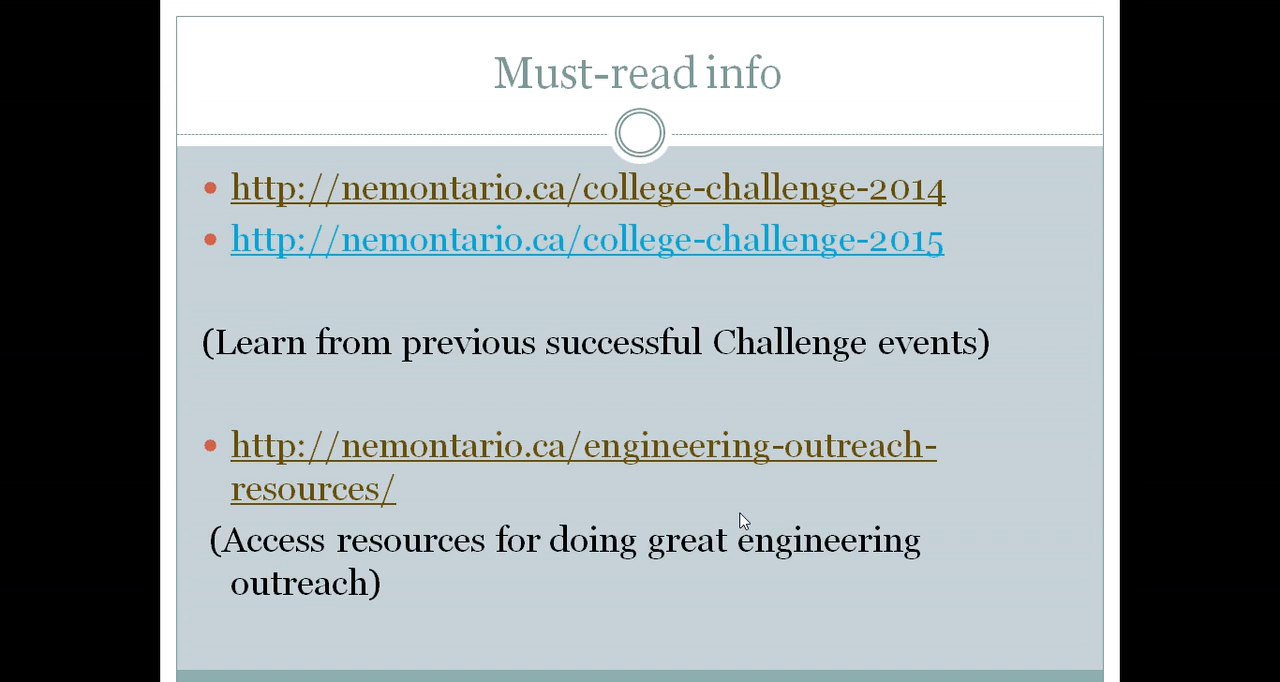 Must-read info
http://nemontario.ca/college-challenge-2014
http://nemontario.ca/college-challenge-2015
(Learn from previous successful Challenge events)
http://nemontario.ca/engineering-outreach-
resources/
(Access resources for doing great engineering
outreach)